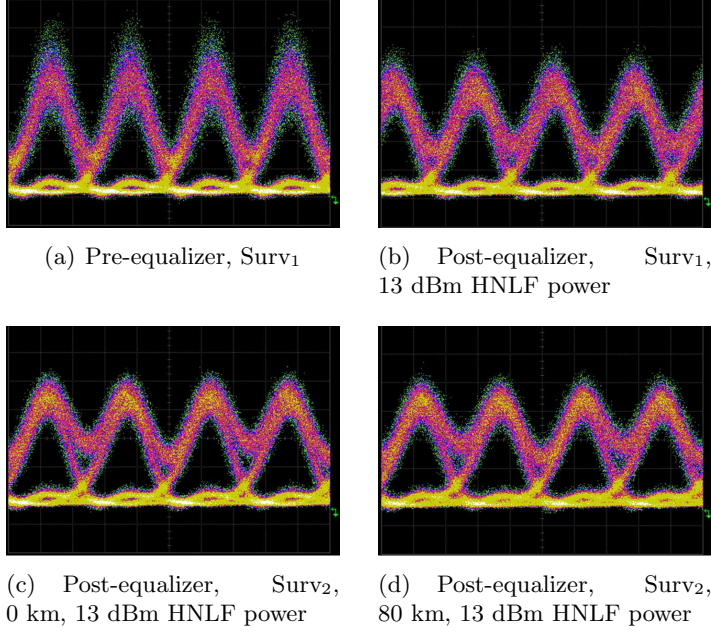 (a) Pre-equalizer, Surv₁
(b) Post-equalizer, Surv₁,
13 dBm HNLF power
(c) Post-equalizer, Surv₂,
0 km, 13 dBm HNLF power
(d) Post-equalizer, Surv₂,
80 km, 13 dBm HNLF power